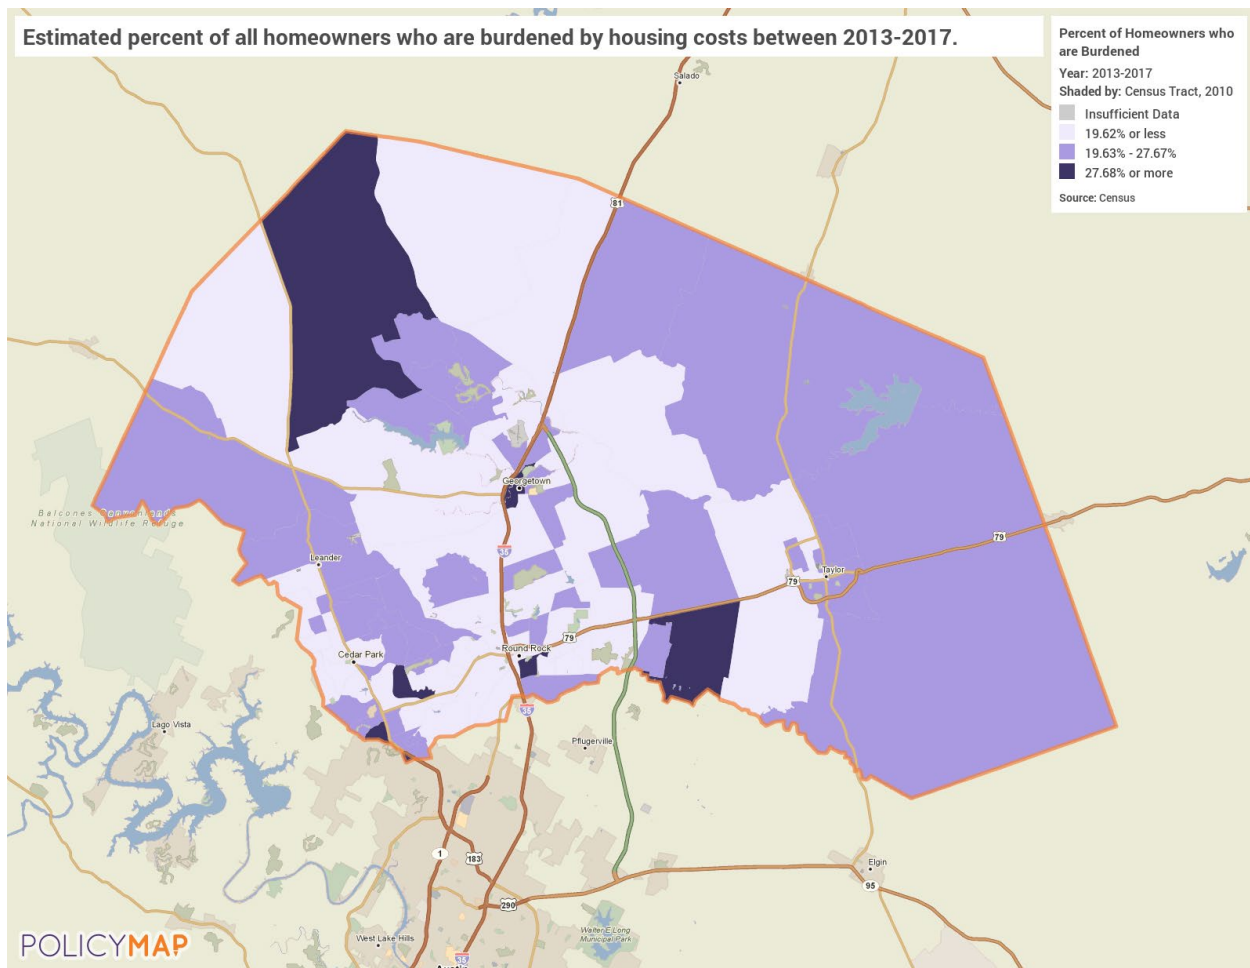 Estimated percent of all homeowners who are burdened by housing costs between 2013-2017.
Percent of Homeowners who
are Burdened
Year: 2013-2017
Shaded by: Census Tract, 2010
Insufficient Data
19.62% or less
19.63% - 27.67%
27.68% or more
Source: Census
Salado
81
Georgetown
Balcones Canyonlands
National Wildlife Refuge
79
35
Leander
Taylor
79
79
Round Rock
Cedar Park
35
Lago Vista
Pflugerville
1
183
Elgin
95
290
Walter E Long
Municipal Park
West Lake Hills
35
Austin
POLICYMAP